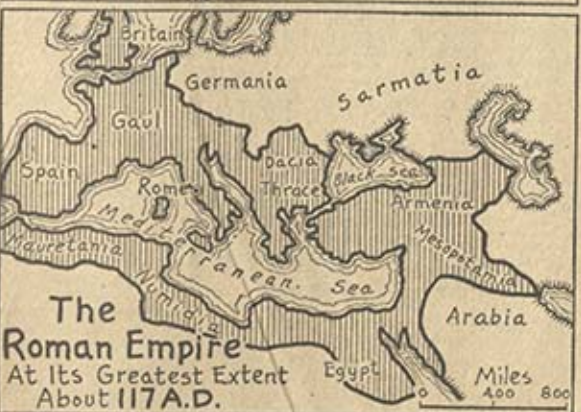 Britain
Germania
Sarmatia
Gaul
Spain
Rome
Dacia
Thrace
Black sea
Armenia
Mediterranean Sea
Mesopotamia
Mauretania
Numidia
Egypt
Arabia
The
Roman Empire
At Its Greatest Extent
About 117 A.D.
Miles
0 400 800